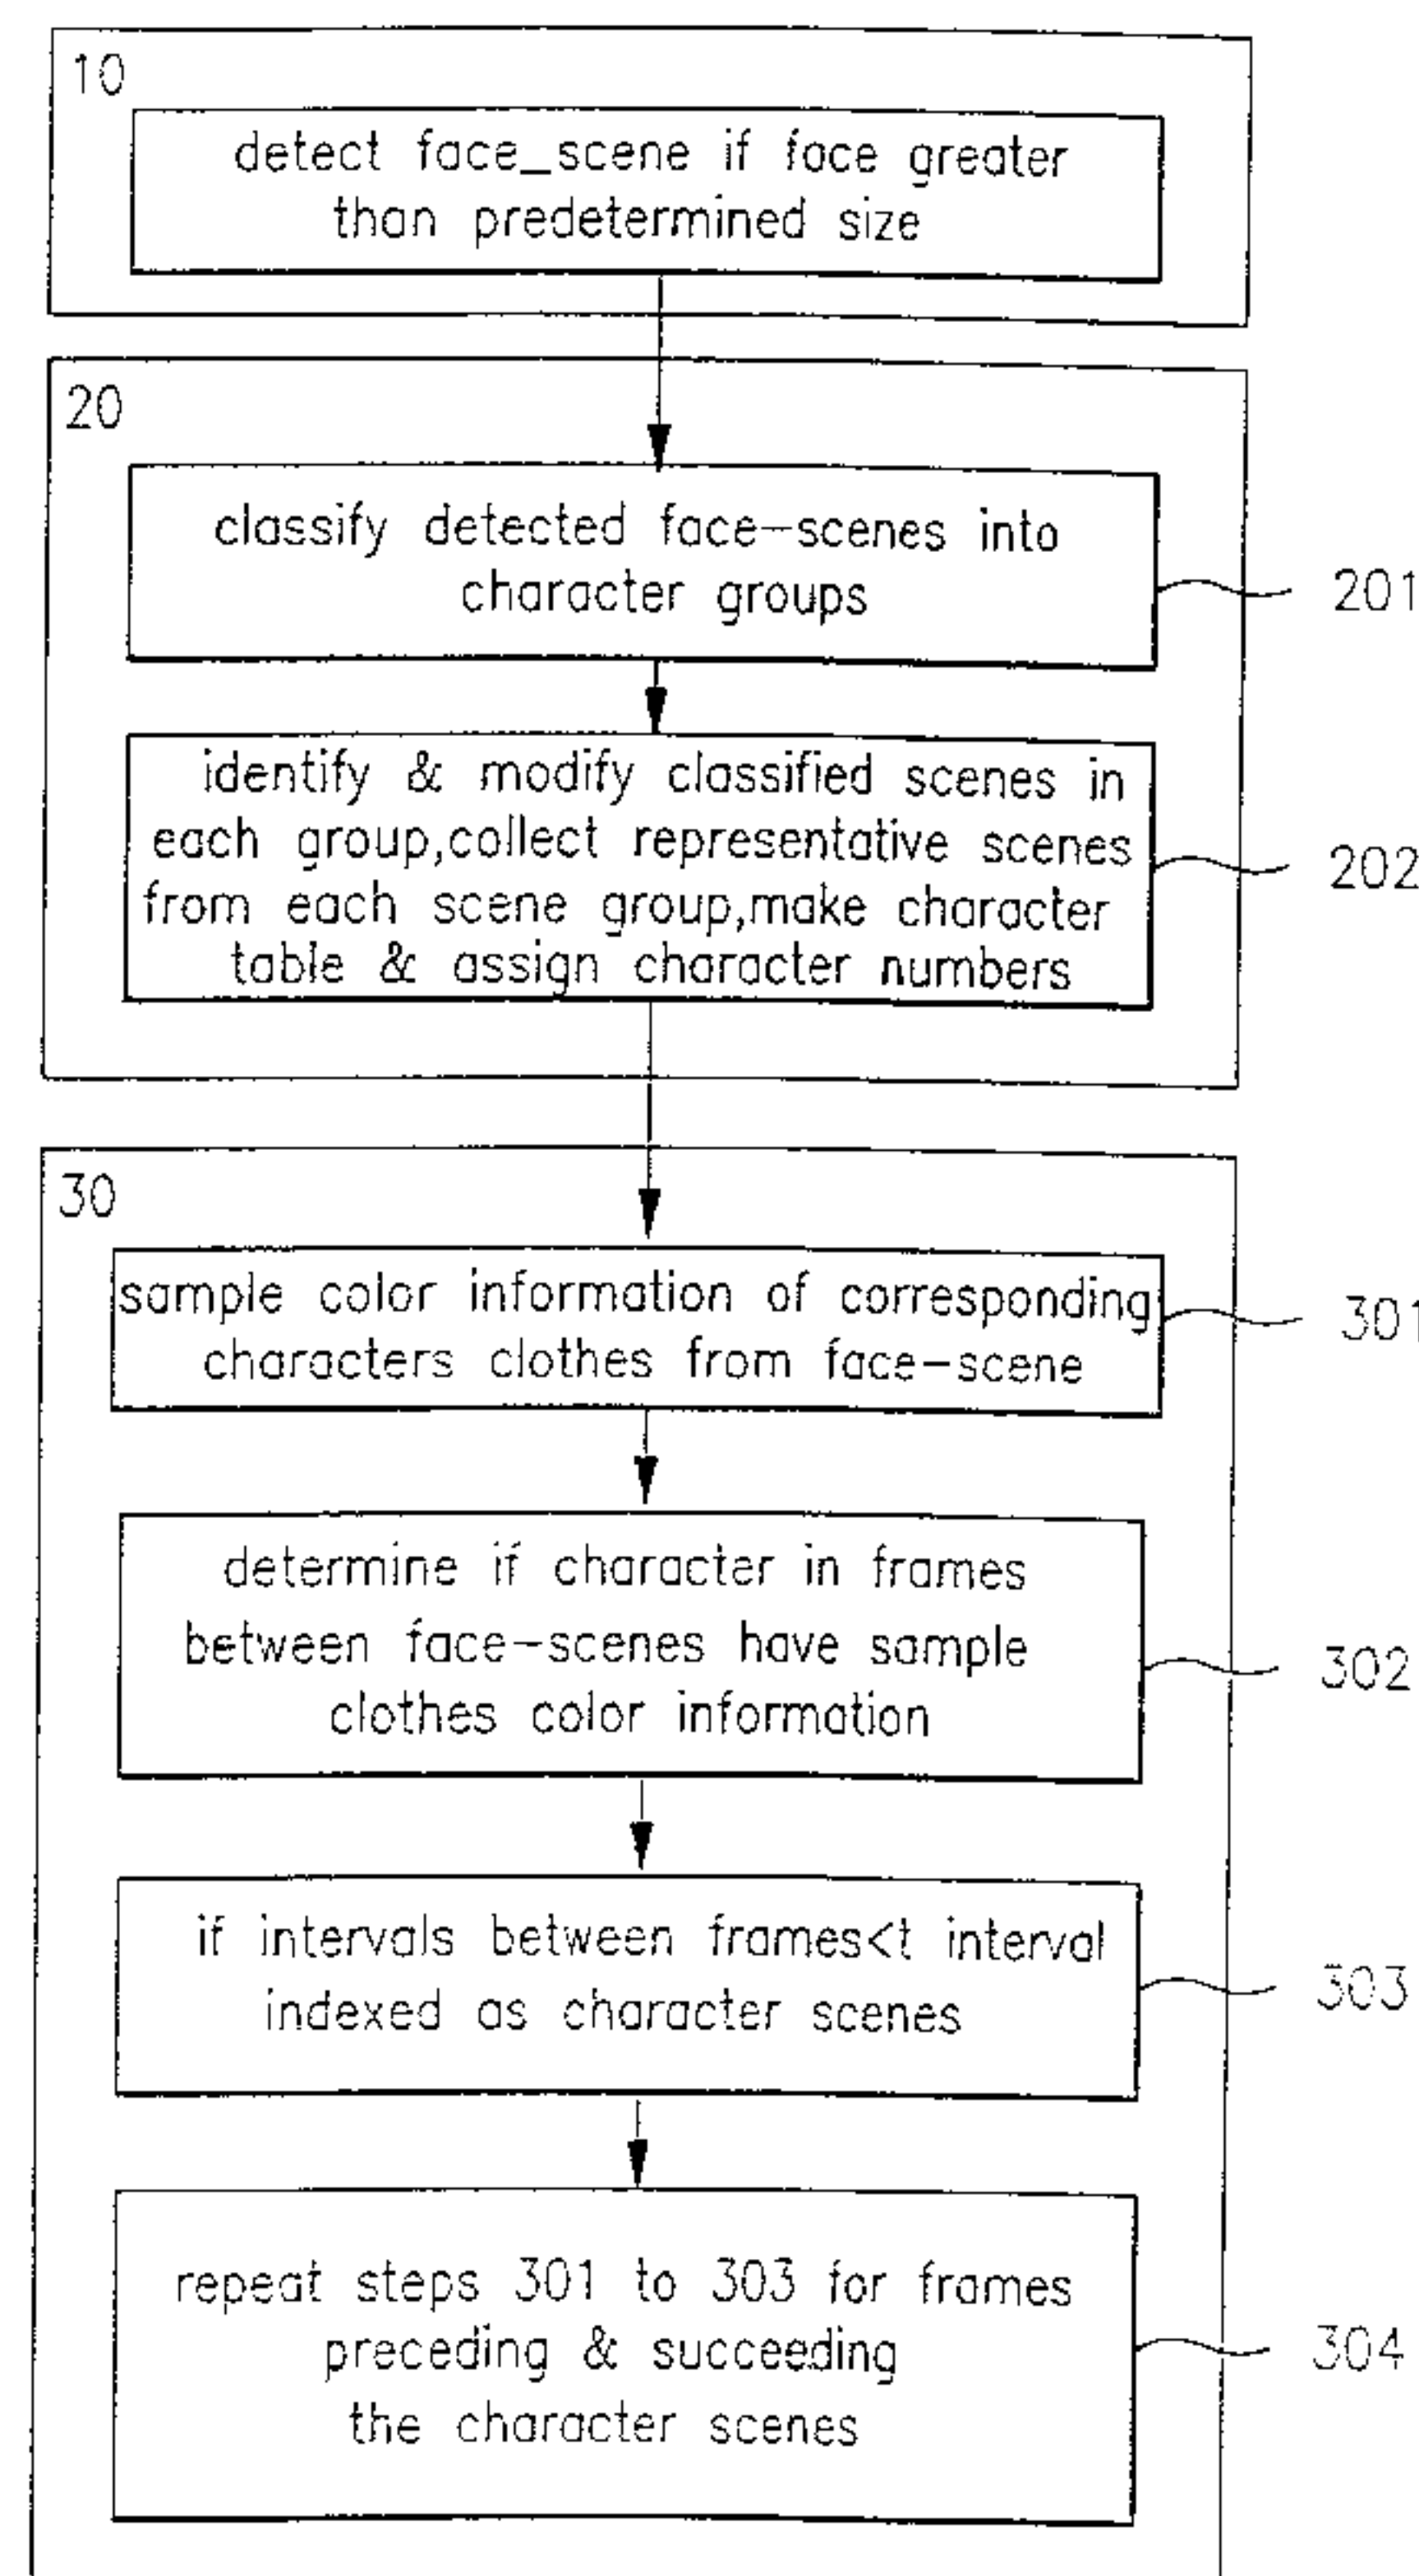 10
detect face_scene if face greater
than predetermined size
20
classify detected face-scenes into
character groups
201
identify & modify classified scenes in
each group,collect representative scenes
from each scene group,make character
table & assign character numbers
202
30
sample color information of corresponding
characters clothes from face-scene
301
determine if character in frames
between face-scenes have sample
clothes color information
302
if intervals between frames<t interval
indexed as character scenes
303
repeat steps 301 to 303 for frames
preceding & succeeding
the character scenes
304